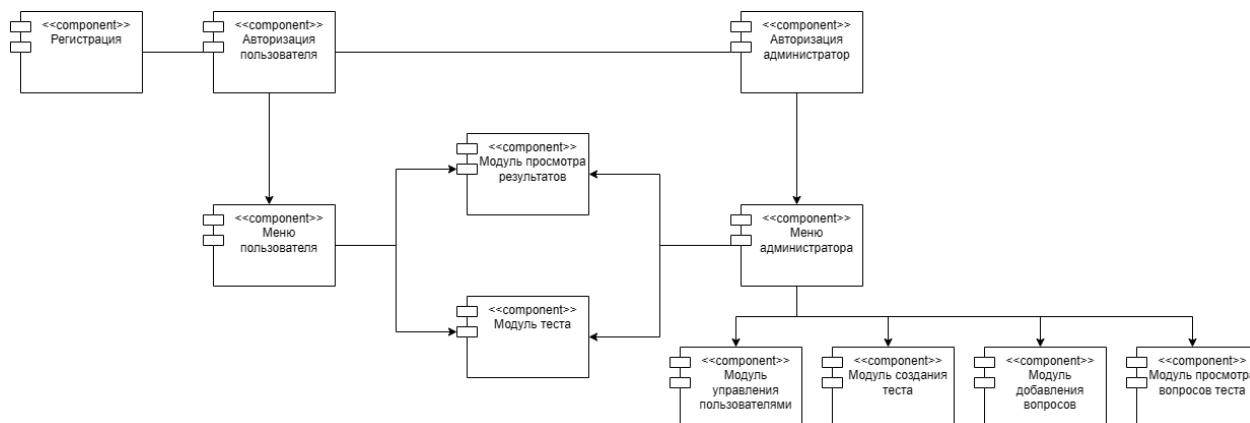 <<component>>
Регистрация
<<component>>
Авторизация
пользователя
<<component>>
Авторизация
администратор
<<component>>
Модуль просмотра
результатов
<<component>>
Меню
пользователя
<<component>>
Меню
администратора
<<component>>
Модуль теста
<<component>>
Модуль
управления
пользователями
<<component>>
Модуль создания
теста
<<component>>
Модуль
добавления
вопросов
<<component>>
Модуль просмотра
вопросов теста